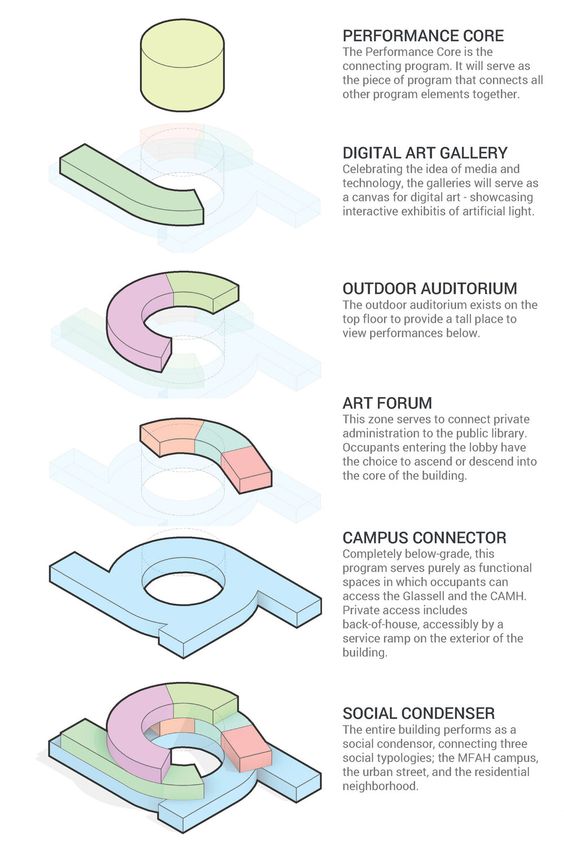 PERFORMANCE CORE
The Performance Core is the
connecting program. It will serve as
the piece of program that connects all
other program elements together.
DIGITAL ART GALLERY
Celebrating the idea of media and
technology, the galleries will serve as
a canvas for digital art - showcasing
interactive exhibitis of artificial light.
OUTDOOR AUDITORIUM
The outdoor auditorium exists on the
top floor to provide a tall place to
view performances below.
ART FORUM
This zone serves to connect private
administration to the public library.
Occupants entering the lobby have
the choice to ascend or descend into
the core of the building.
CAMPUS CONNECTOR
Completely below-grade, this
program serves purely as functional
spaces in which occupants can
access the Glassell and the CAMH.
Private access includes
back-of-house, accessibly by a
service ramp on the exterior of the
building.
SOCIAL CONDENSER
The entire building performs as a
social condensor, connecting three
social typologies; the MFAH campus,
the urban street, and the residential
neighborhood.